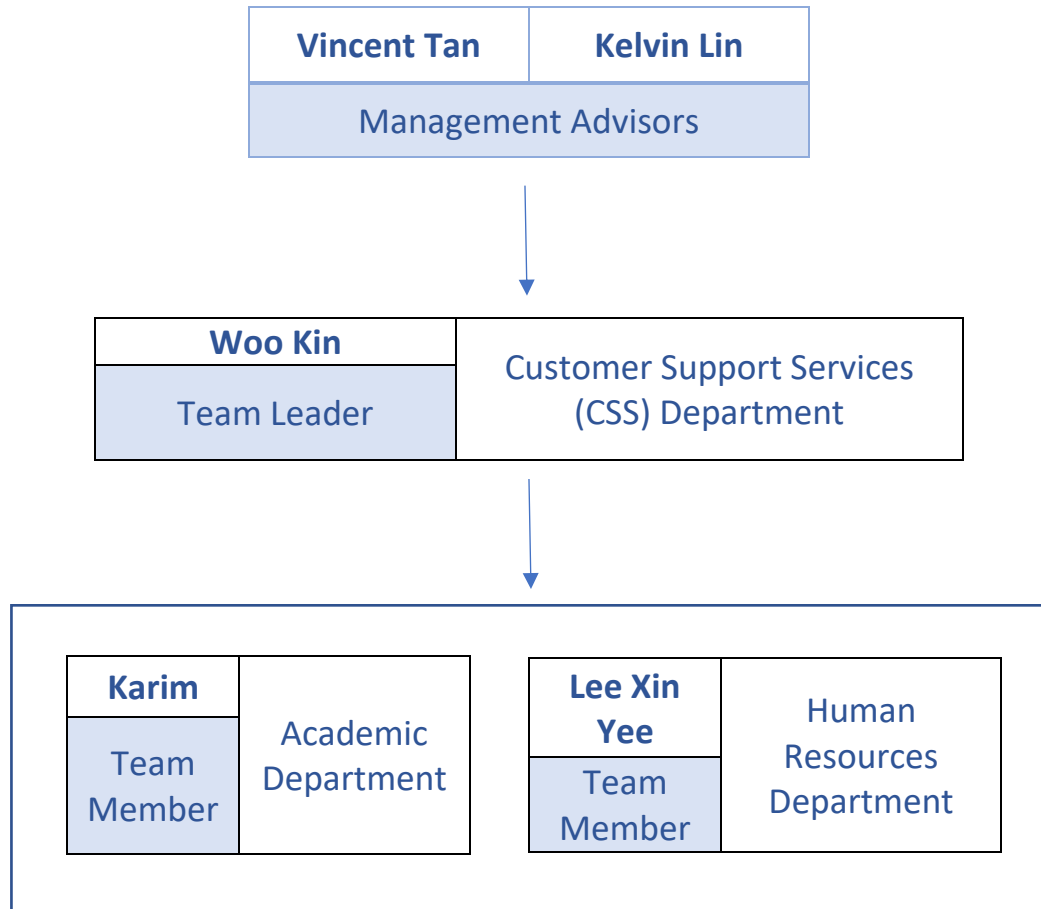 Vincent Tan
Kelvin Lin
Management Advisors
Woo Kin
Team Leader
Customer Support Services
(CSS) Department
Karim
Team
Member
Academic
Department
Lee Xin
Yee
Team
Member
Human
Resources
Department